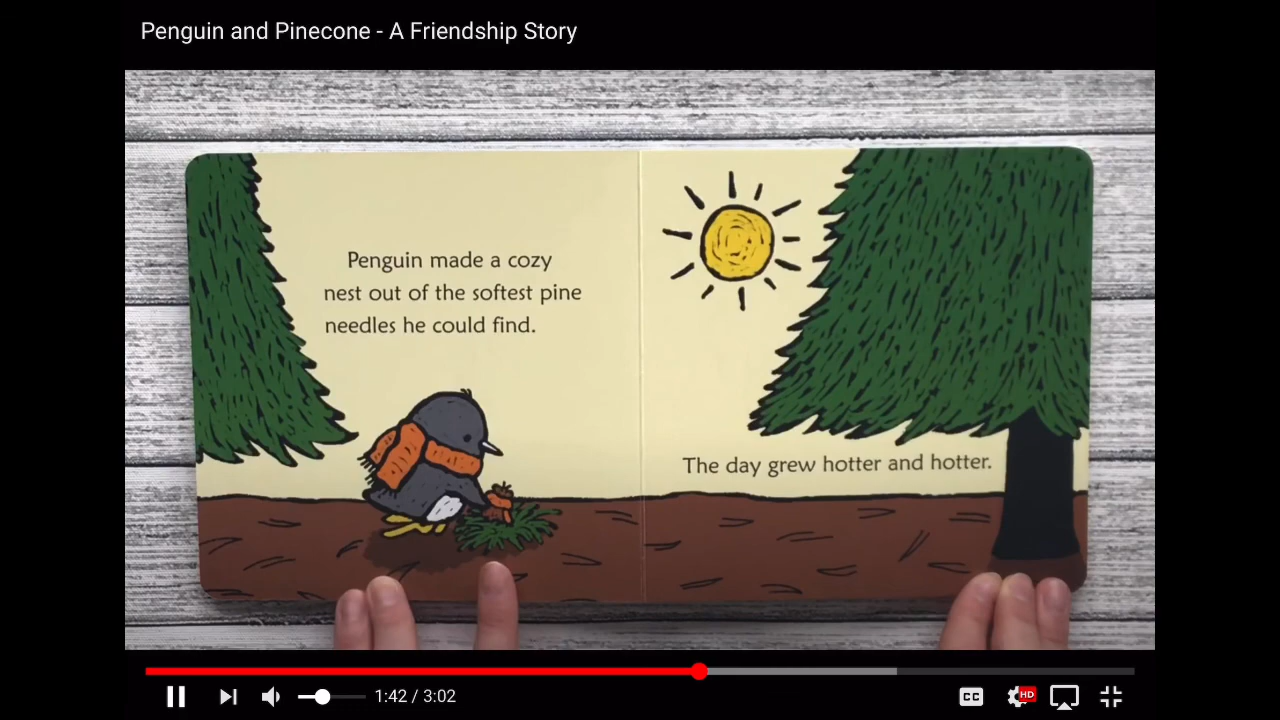 Penguin and Pinecone - A Friendship Story
Penguin made a cozy
nest out of the softest pine
needles he could find.
The day grew hotter and hotter.
1:42 / 3:02
CC
HD